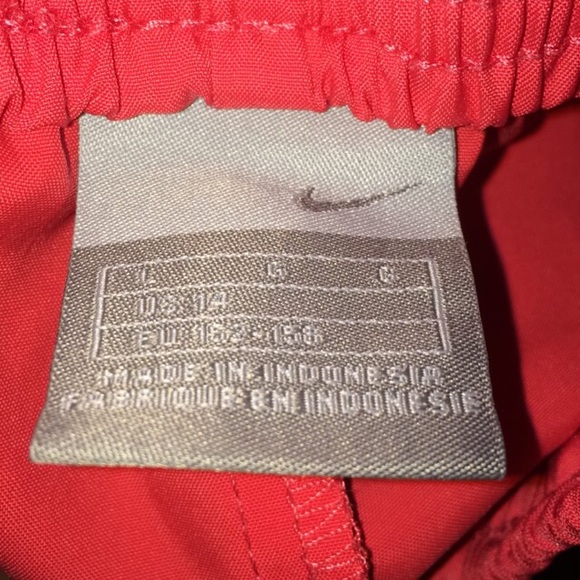 L G G
US 14
EU 152-158
MADE IN INDONESIA
FABRIQUE EN INDONESIE